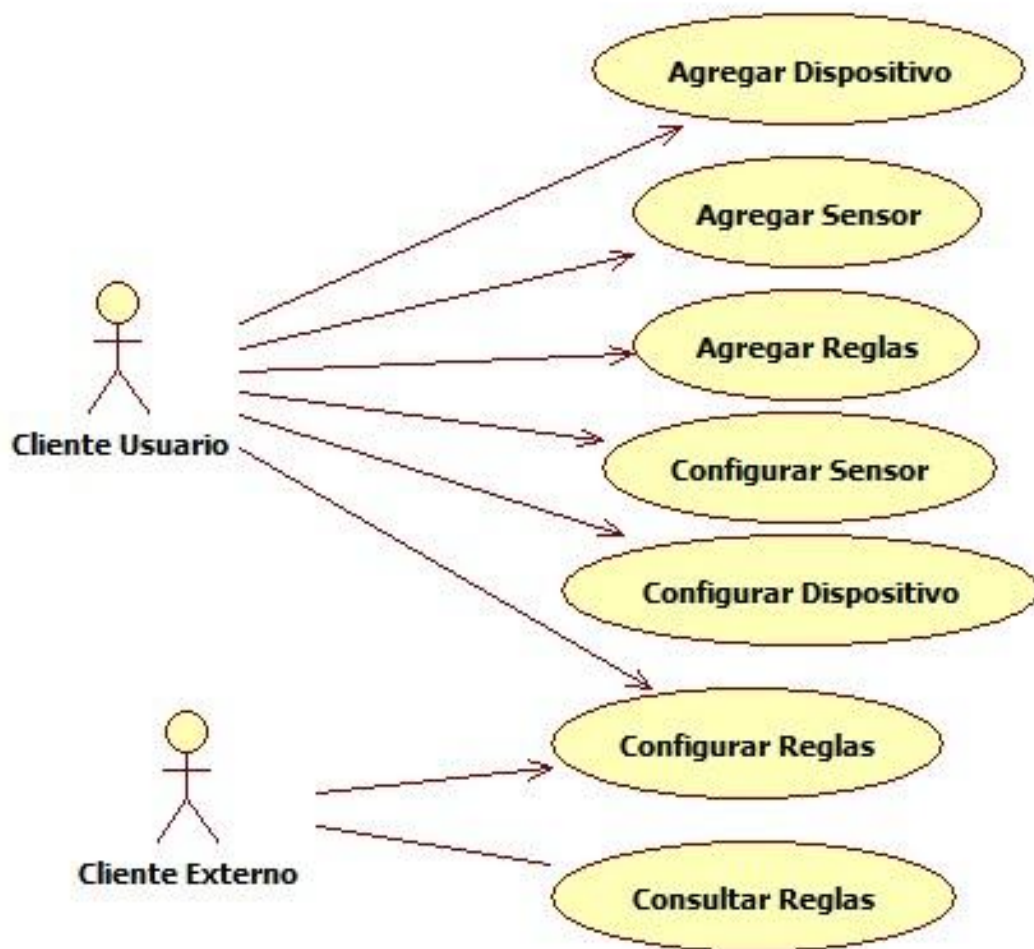 Agregar Dispositivo
Agregar Sensor
Agregar Reglas
Cliente Usuario
Configurar Sensor
Configurar Dispositivo
Configurar Reglas
Cliente Externo
Consultar Reglas